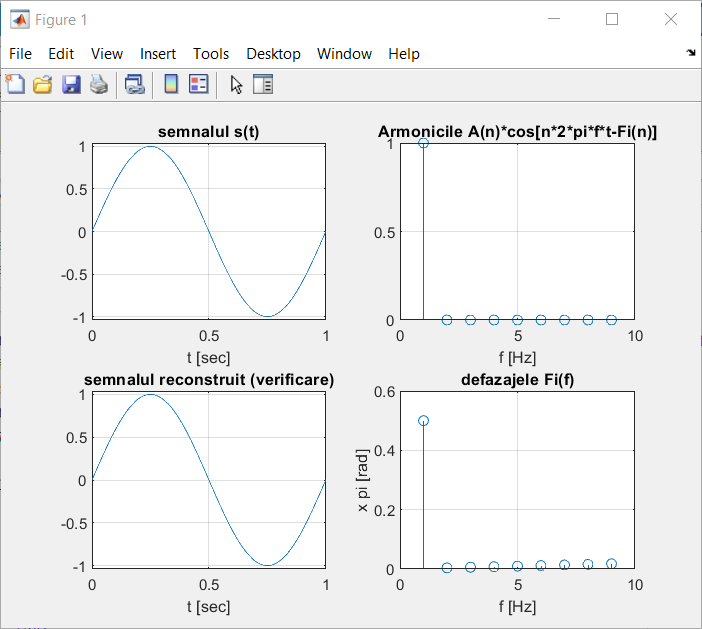 Figure 1
File Edit View Insert Tools Desktop Window Help
semnalul s(t)
1
0.5
0
-0.5
-1
0 0.5 1
t [sec]
Armonicile A(n)*cos[n*2*pi*f*t-Fi(n)]
1
0.5
0
0 5 10
f [Hz]
semnalul reconstruit (verificare)
1
0.5
0
-0.5
-1
0 0.5 1
t [sec]
defazajele Fi(f)
x pi [rad]
0.6
0.4
0.2
0
0 5 10
f [Hz]